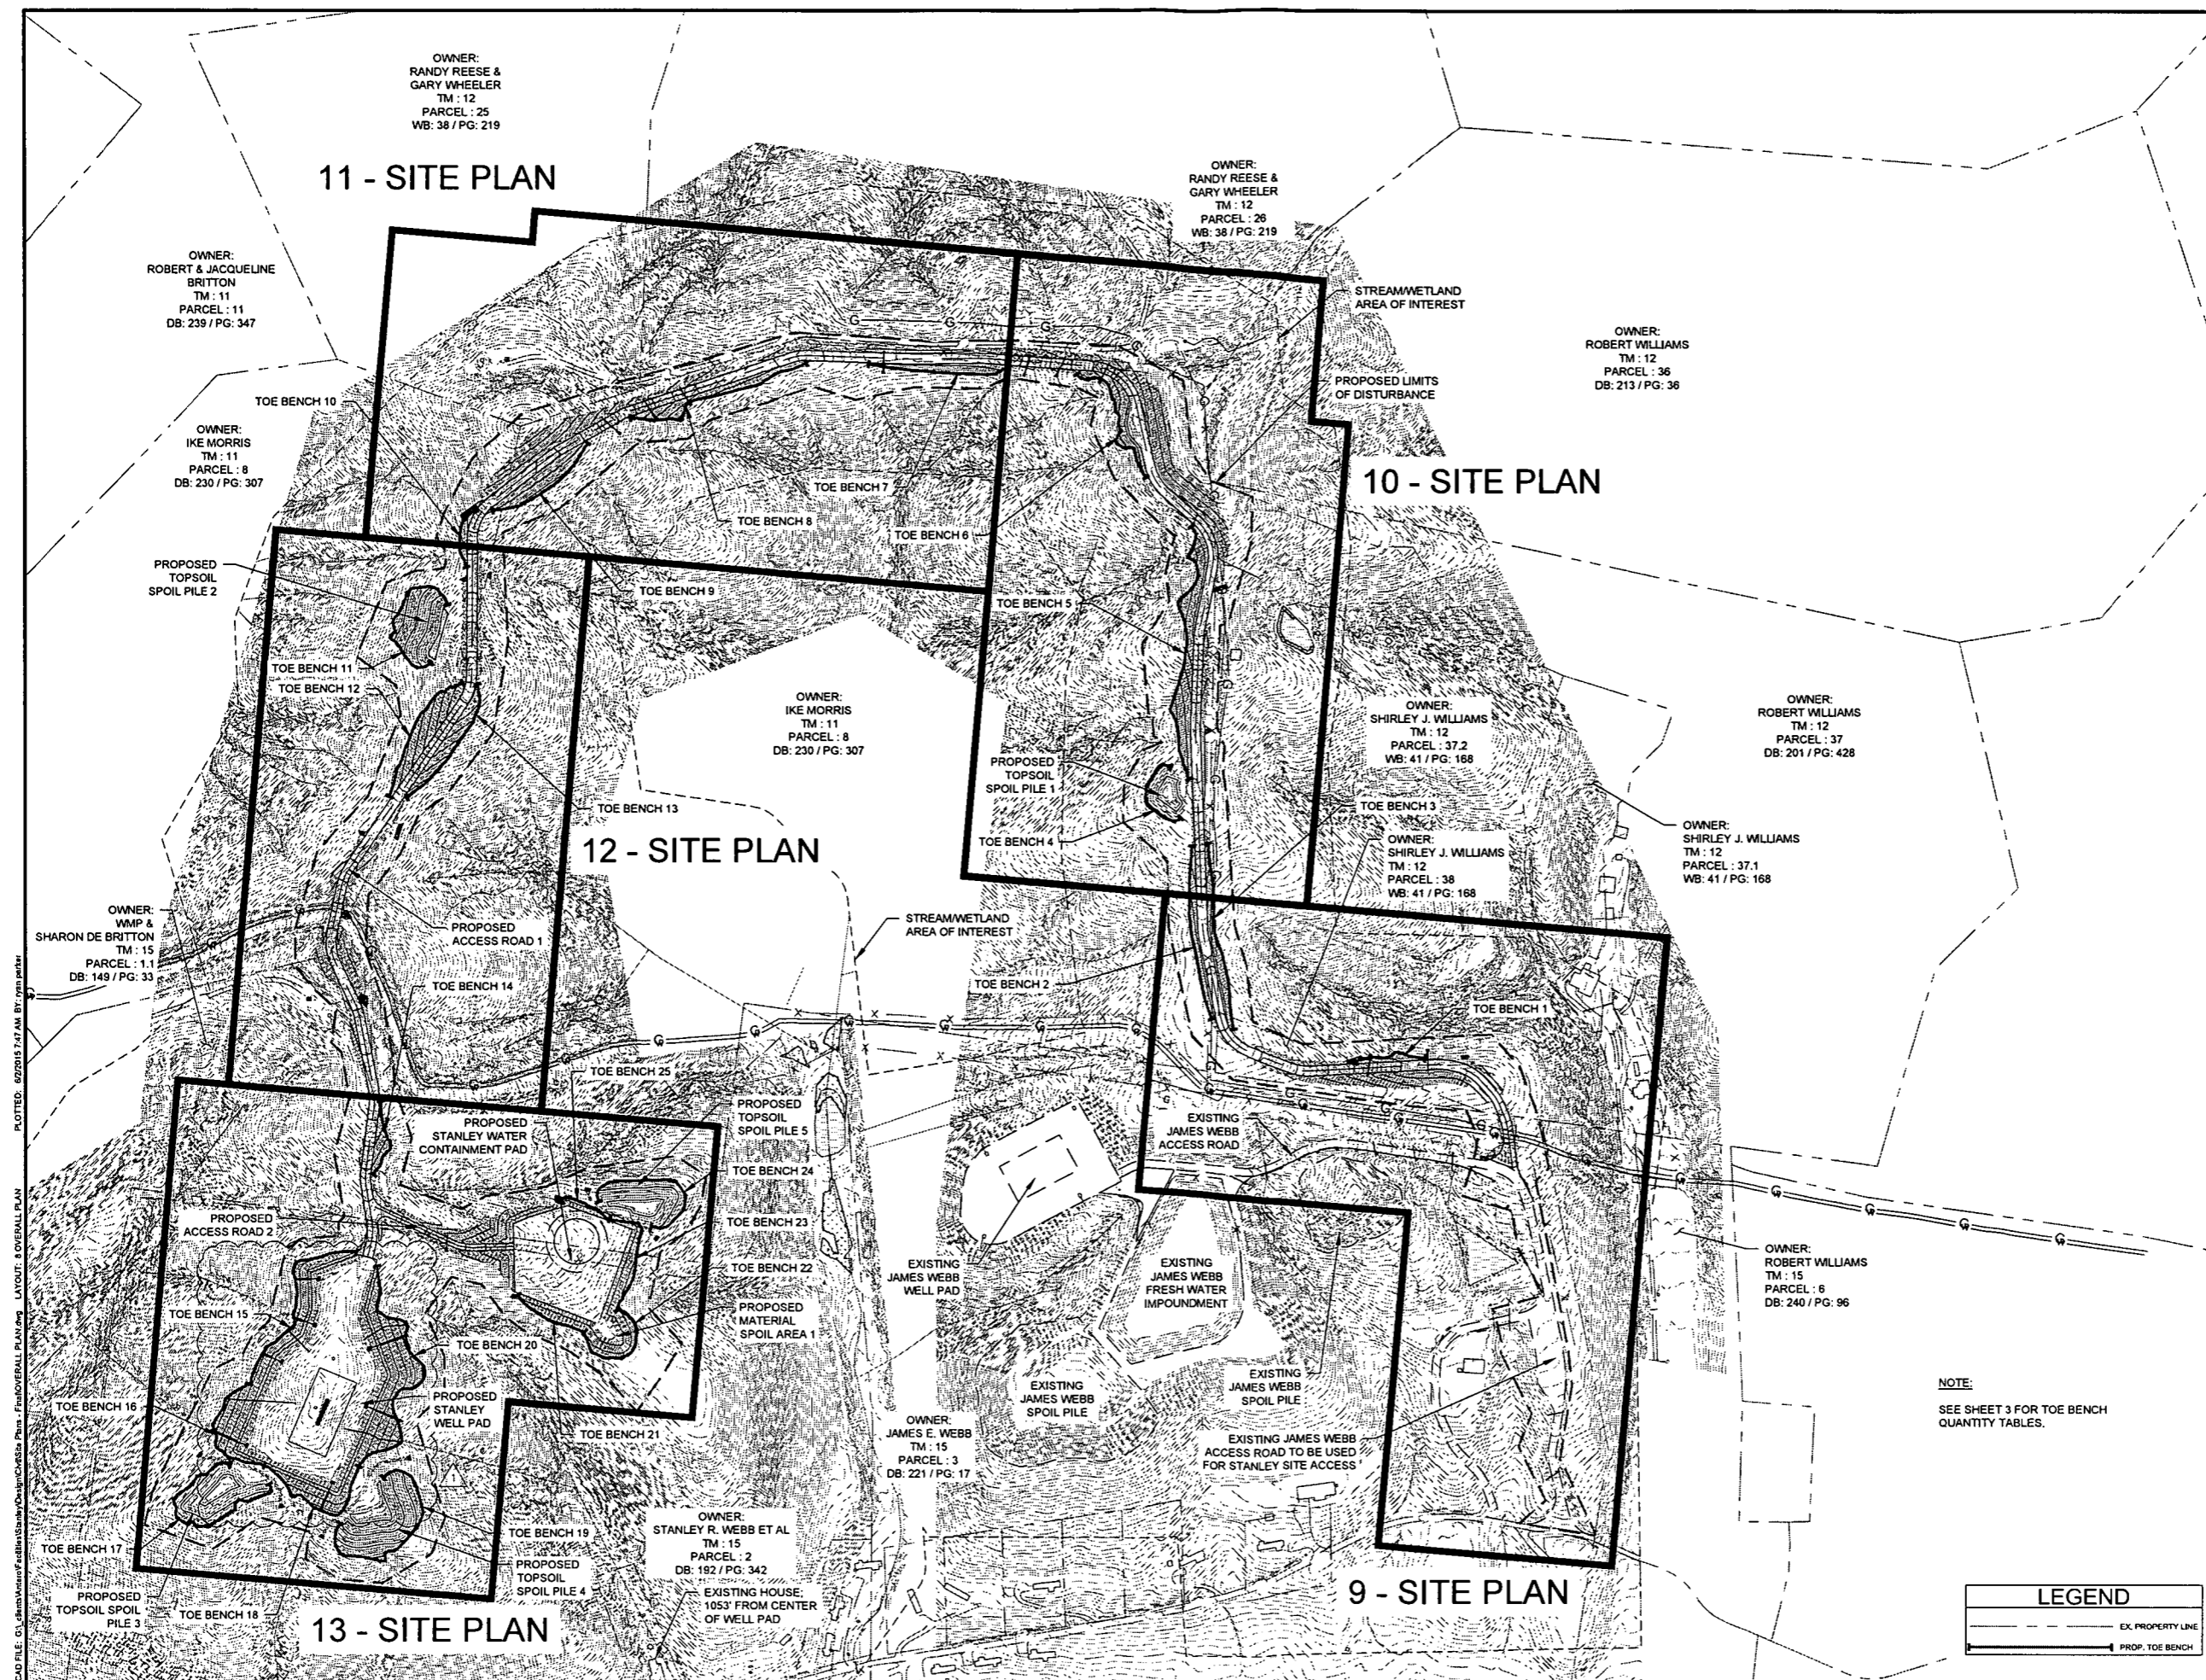 OWNER:
RANDY REESE &
GARY WHEELER
TM : 12
PARCEL : 25
WB: 38 / PG: 219
11 - SITE PLAN
OWNER:
RANDY REESE &
GARY WHEELER
TM : 12
PARCEL : 26
WB: 38 / PG: 219
OWNER:
ROBERT & JACQUELINE
BRITTON
TM : 11
PARCEL : 11
DB: 239 / PG: 347
STREAM/WETLAND
AREA OF INTEREST
OWNER:
ROBERT WILLIAMS
TM : 12
PARCEL : 36
DB: 213 / PG: 36
PROPOSED LIMITS
OF DISTURBANCE
TOE BENCH 10
OWNER:
IKE MORRIS
TM : 11
PARCEL : 8
DB: 230 / PG: 307
10 - SITE PLAN
TOE BENCH 7
TOE BENCH 8
TOE BENCH 6
PROPOSED
TOPSOIL
SPOIL PILE 2
TOE BENCH 9
TOE BENCH 5
TOE BENCH 11
TOE BENCH 12
OWNER:
IKE MORRIS
TM : 11
PARCEL : 8
DB: 230 / PG: 307
OWNER:
SHIRLEY J. WILLIAMS
TM : 12
PARCEL : 37.2
WB: 41 / PG: 168
OWNER:
ROBERT WILLIAMS
TM : 12
PARCEL : 37
DB: 201 / PG: 428
PROPOSED
TOPSOIL
SPOIL PILE 1
TOE BENCH 13
TOE BENCH 3
12 - SITE PLAN
TOE BENCH 4
OWNER:
SHIRLEY J. WILLIAMS
TM : 12
PARCEL : 38
WB: 41 / PG: 168
OWNER:
SHIRLEY J. WILLIAMS
TM : 12
PARCEL : 37.1
WB: 41 / PG: 168
OWNER:
WMP &
SHARON DE BRITTON
TM : 15
PARCEL : 1.1
DB: 149 / PG: 33
PROPOSED
ACCESS ROAD 1
STREAM/WETLAND
AREA OF INTEREST
TOE BENCH 14
TOE BENCH 2
TOE BENCH 1
TOE BENCH 25
PROPOSED
STANLEY WATER
CONTAINMENT PAD
PROPOSED
TOPSOIL
SPOIL PILE 5
EXISTING
JAMES WEBB
ACCESS ROAD
TOE BENCH 24
PROPOSED
ACCESS ROAD 2
TOE BENCH 23
TOE BENCH 22
EXISTING
JAMES WEBB
WELL PAD
EXISTING
JAMES WEBB
FRESH WATER
IMPOUNDMENT
OWNER:
ROBERT WILLIAMS
TM : 15
PARCEL : 6
DB: 240 / PG: 96
TOE BENCH 15
PROPOSED
MATERIAL
SPOIL AREA 1
TOE BENCH 20
EXISTING
JAMES WEBB
SPOIL PILE
EXISTING
JAMES WEBB
SPOIL PILE
NOTE:
SEE SHEET 3 FOR TOE BENCH
QUANTITY TABLES.
TOE BENCH 16
PROPOSED
STANLEY
WELL PAD
TOE BENCH 21
OWNER:
JAMES E. WEBB
TM : 15
PARCEL : 3
DB: 221 / PG: 17
EXISTING JAMES WEBB
ACCESS ROAD TO BE USED
FOR STANLEY SITE ACCESS
1
TOE BENCH 17
TOE BENCH 19
OWNER:
STANLEY R. WEBB ET AL
TM : 15
PARCEL : 2
DB: 192 / PG: 342
PROPOSED
TOPSOIL
SPOIL PILE 4
PROPOSED
TOPSOIL SPOIL
PILE 3
TOE BENCH 18
EXISTING HOUSE;
1053' FROM CENTER
OF WELL PAD
13 - SITE PLAN
9 - SITE PLAN
LEGEND
EX. PROPERTY LINE
PROP. TOE BENCH
PLOTTED: 6/2/2015 7:47 AM BY: ryan parker
LAYOUT: 8 OVERALL PLAN